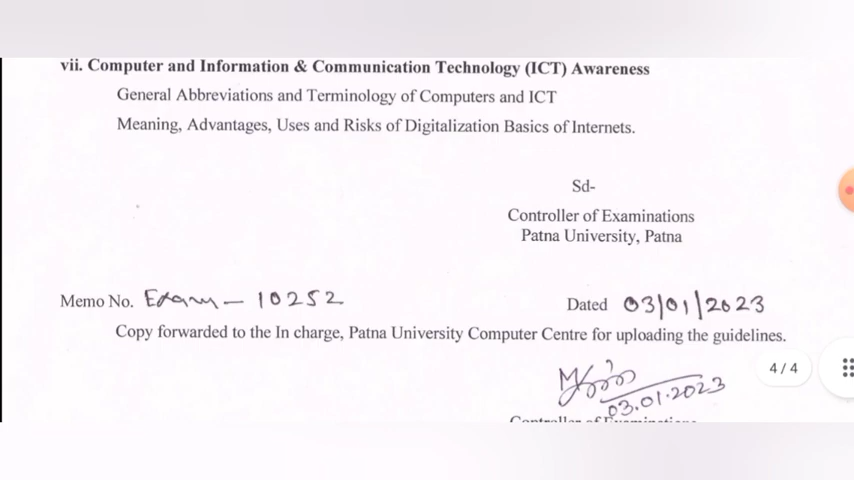 vii. Computer and Information & Communication Technology (ICT) Awareness
General Abbreviations and Terminology of Computers and ICT
Meaning, Advantages, Uses and Risks of Digitalization Basics of Internets.
Sd-
Controller of Examinations
Patna University, Patna
Memo No. Exam – 10252
Dated 03/01/2023
Copy forwarded to the In charge, Patna University Computer Centre for uploading the guidelines.
4/4
03.01.2023
Controller of Examinations